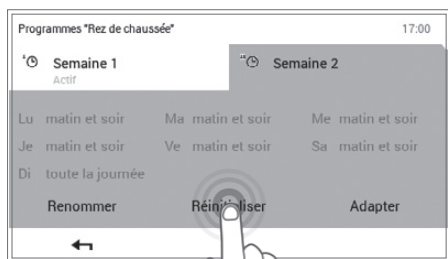 Programmes "Rez de chaussée" 17:00
Semaine 1 Semaine 2
Actif
Lu matin et soir Ma matin et soir Me matin et soir
Je matin et soir Ve matin et soir Sa matin et soir
Di toute la journée
Renommer Réinitialiser Adapter